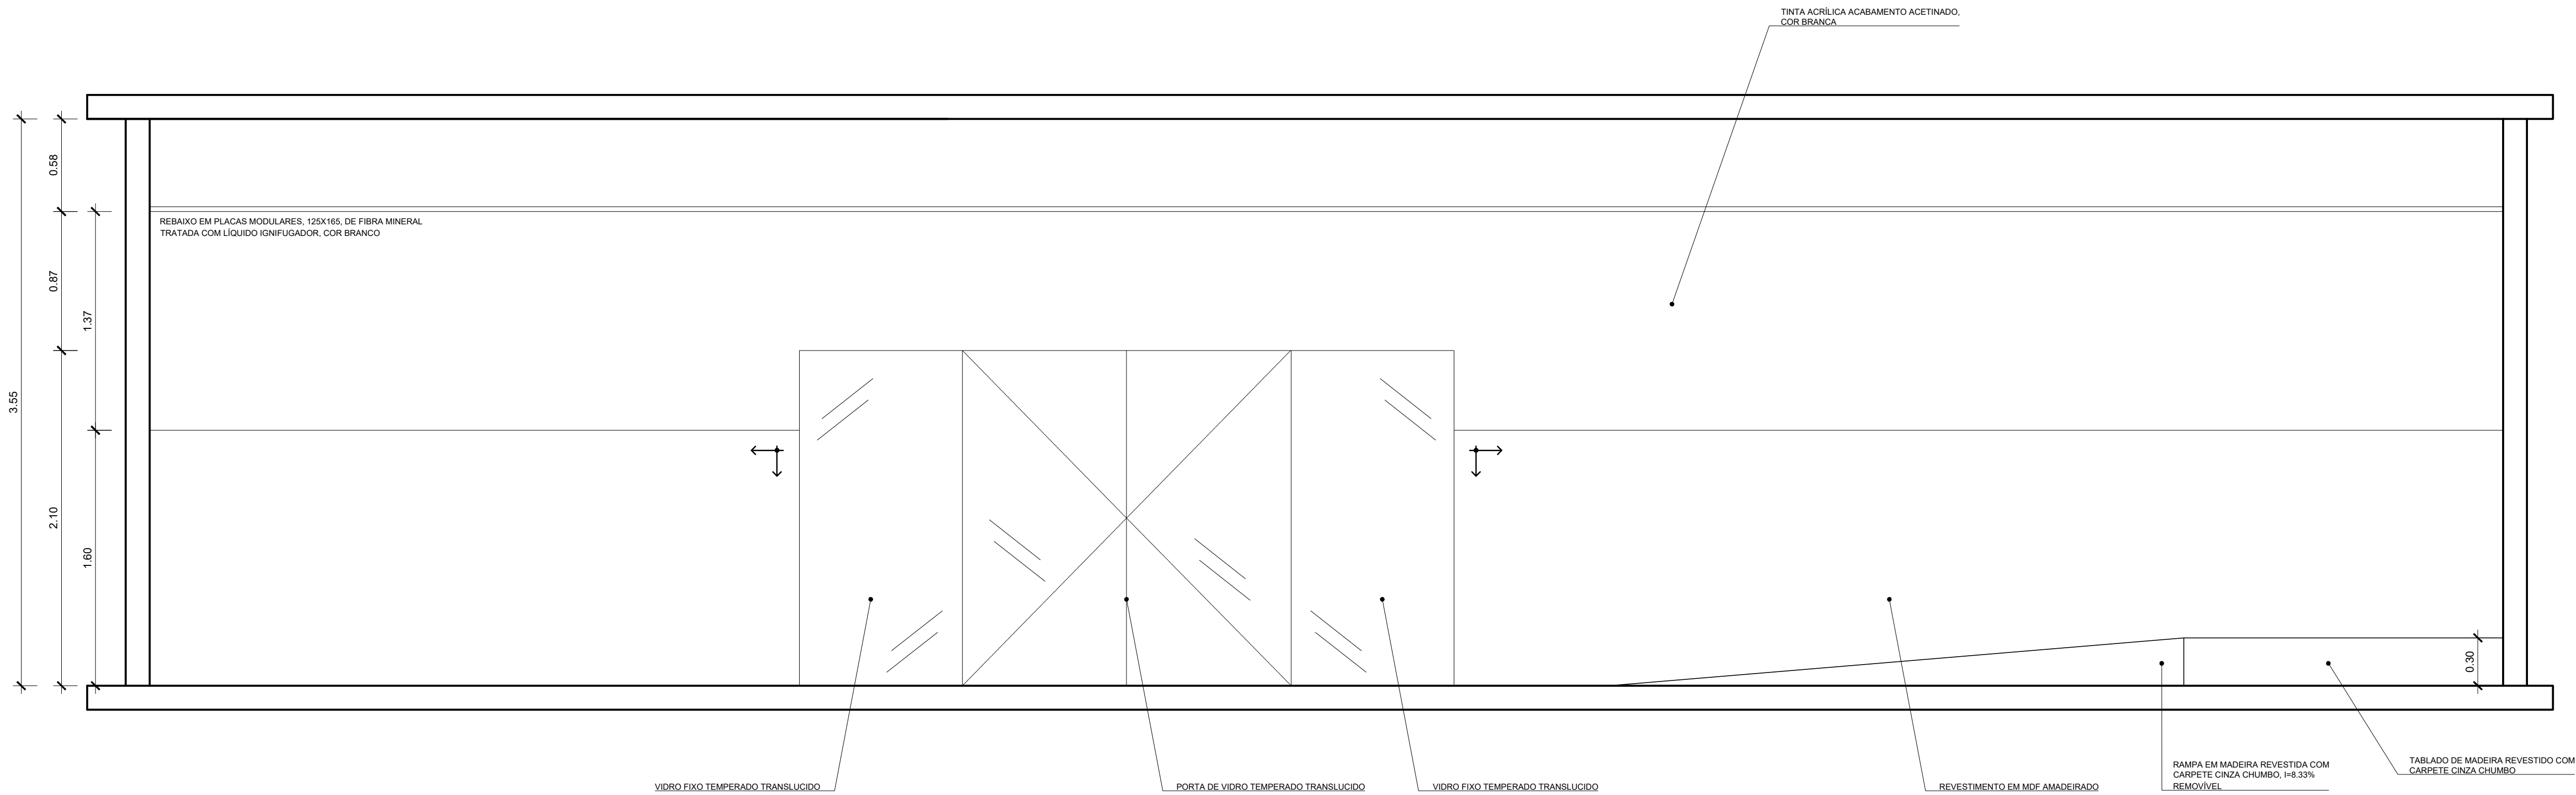 TINTA ACRÍLICA ACABAMENTO ACETINADO,
COR BRANCA
0.58
REBAIXO EM PLACAS MODULARES, 125X165, DE FIBRA MINERAL
TRATADA COM LÍQUIDO IGNIFUGADOR, COR BRANCO
0.87
1.37
3.55
2.10
1.60
0.30
VIDRO FIXO TEMPERADO TRANSLUCIDO
PORTA DE VIDRO TEMPERADO TRANSLUCIDO
VIDRO FIXO TEMPERADO TRANSLUCIDO
REVESTIMENTO EM MDF AMADEIRADO
RAMPA EM MADEIRA REVESTIDA COM
CARPETE CINZA CHUMBO, I=8.33%
REMOVÍVEL
TABLADO DE MADEIRA REVESTIDO COM
CARPETE CINZA CHUMBO